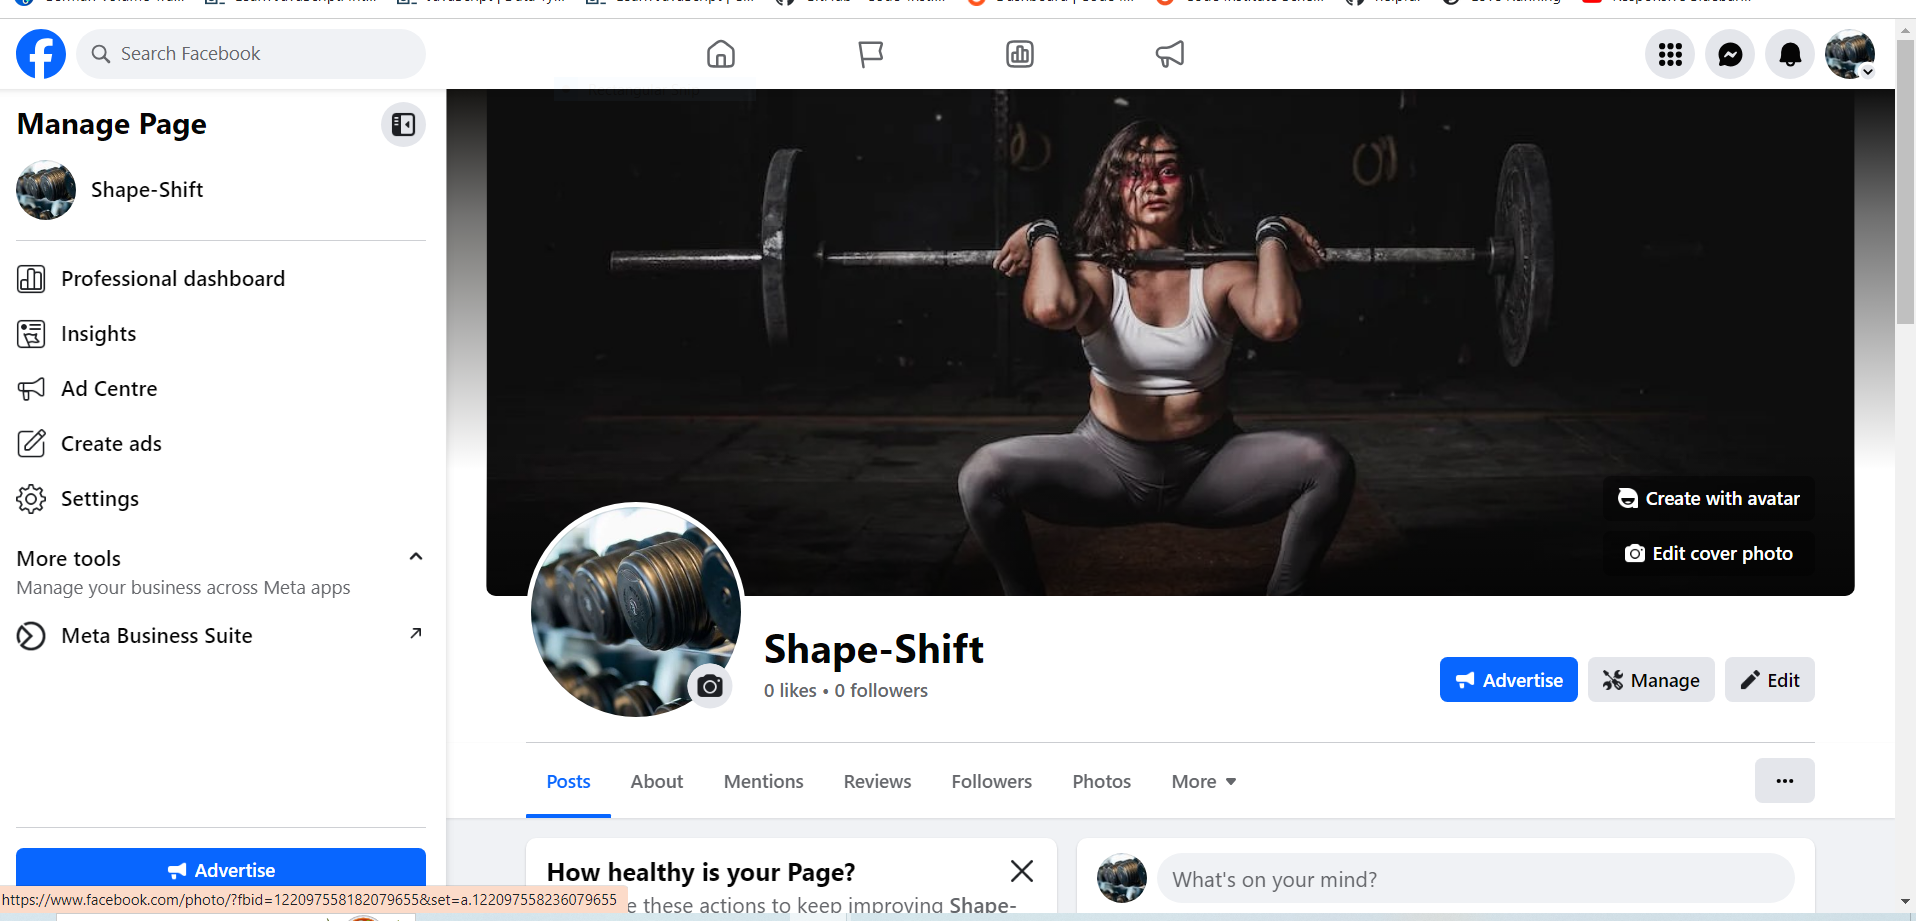 Search Facebook
Manage Page
Shape-Shift
Professional dashboard
Insights
Ad Centre
Create ads
Settings
More tools
Manage your business across Meta apps
Meta Business Suite
Advertise
https://www.facebook.com/photo/?fbid=122097558182079655&set=a.122097558236079655
Create with avatar
Edit cover photo
Shape-Shift
0 likes • 0 followers
Advertise
Manage
Edit
Posts
About
Mentions
Reviews
Followers
Photos
More
How healthy is your Page?
these actions to keep improving Shape-
What's on your mind?